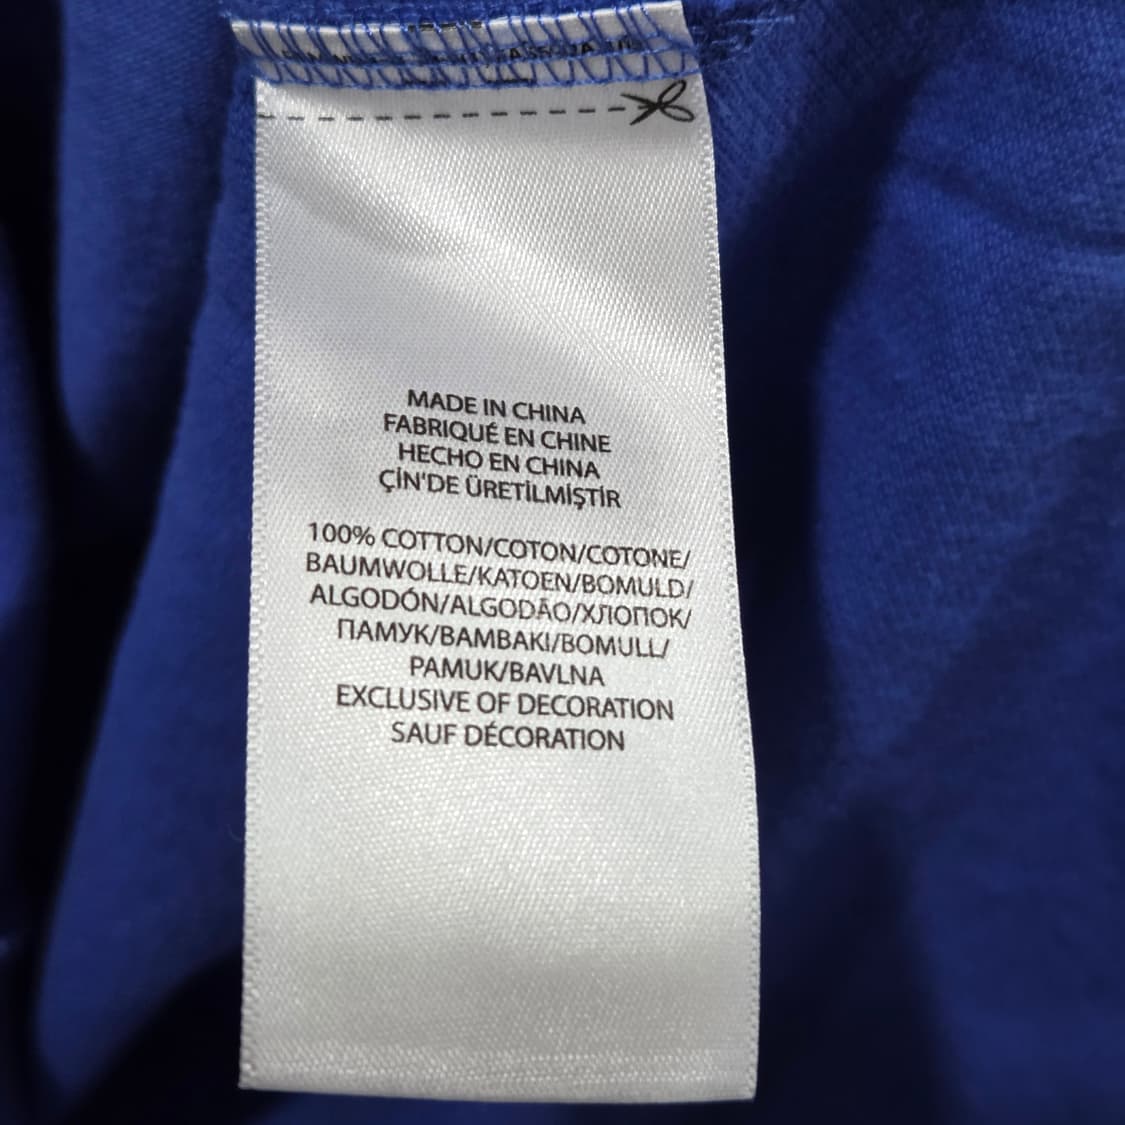 MADE IN CHINA
FABRIQUÉ EN CHINE
HECHO EN CHINA
ÇİN'DE ÜRETİLMİŞTİR
100% COTTON/COTON/COTONE/
BAUMWOLLE/KATOEN/BOMULD/
ALGODÓN/ALGODÃO/ХЛОПОК/
ПАМУК/BAMBAKI/BOMULL/
PAMUK/BAVLNA
EXCLUSIVE OF DECORATION
SAUF DÉCORATION